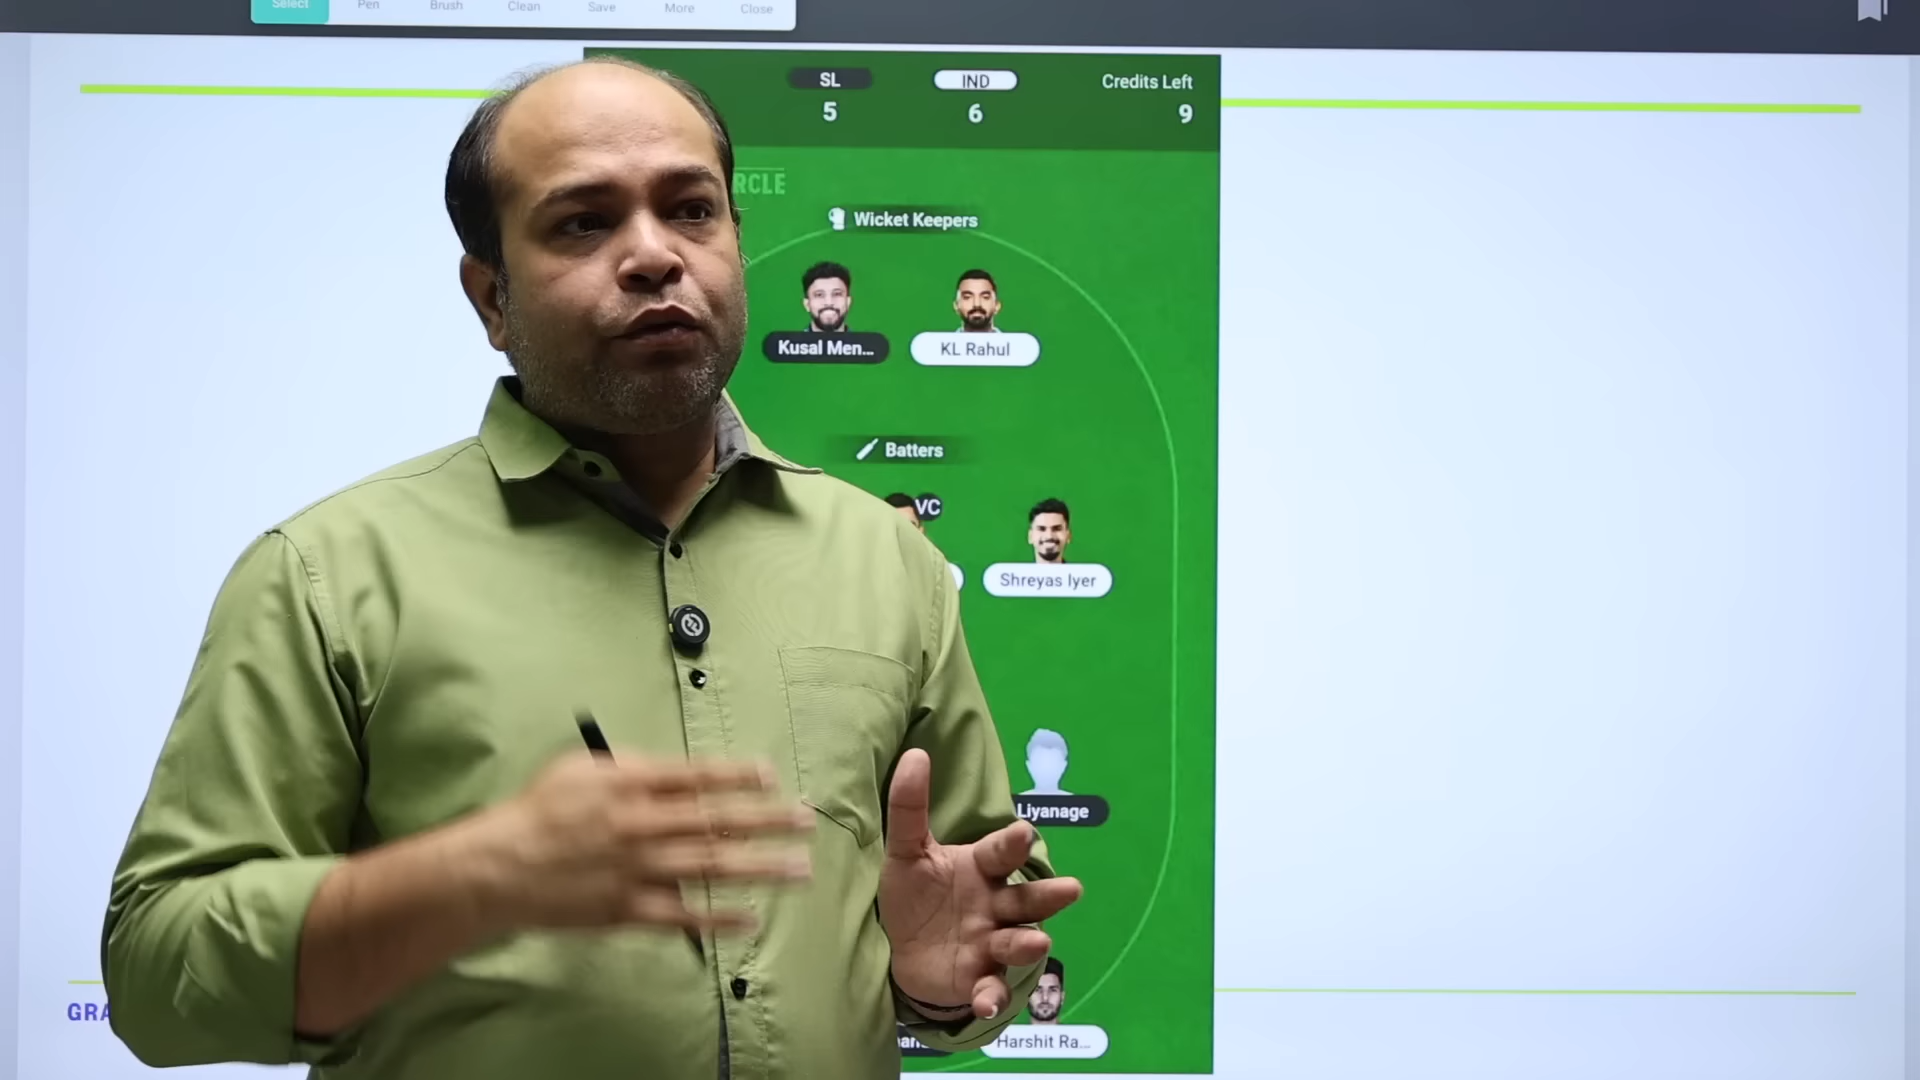 Select Pen Brush Clean Save More Close
SL IND Credits Left
5 6 9
RCLE
Wicket Keepers
Kusal Men... KL Rahul
Batters
VC
Shreyas Iyer
Liyanage
GRA
Harshit Ra...